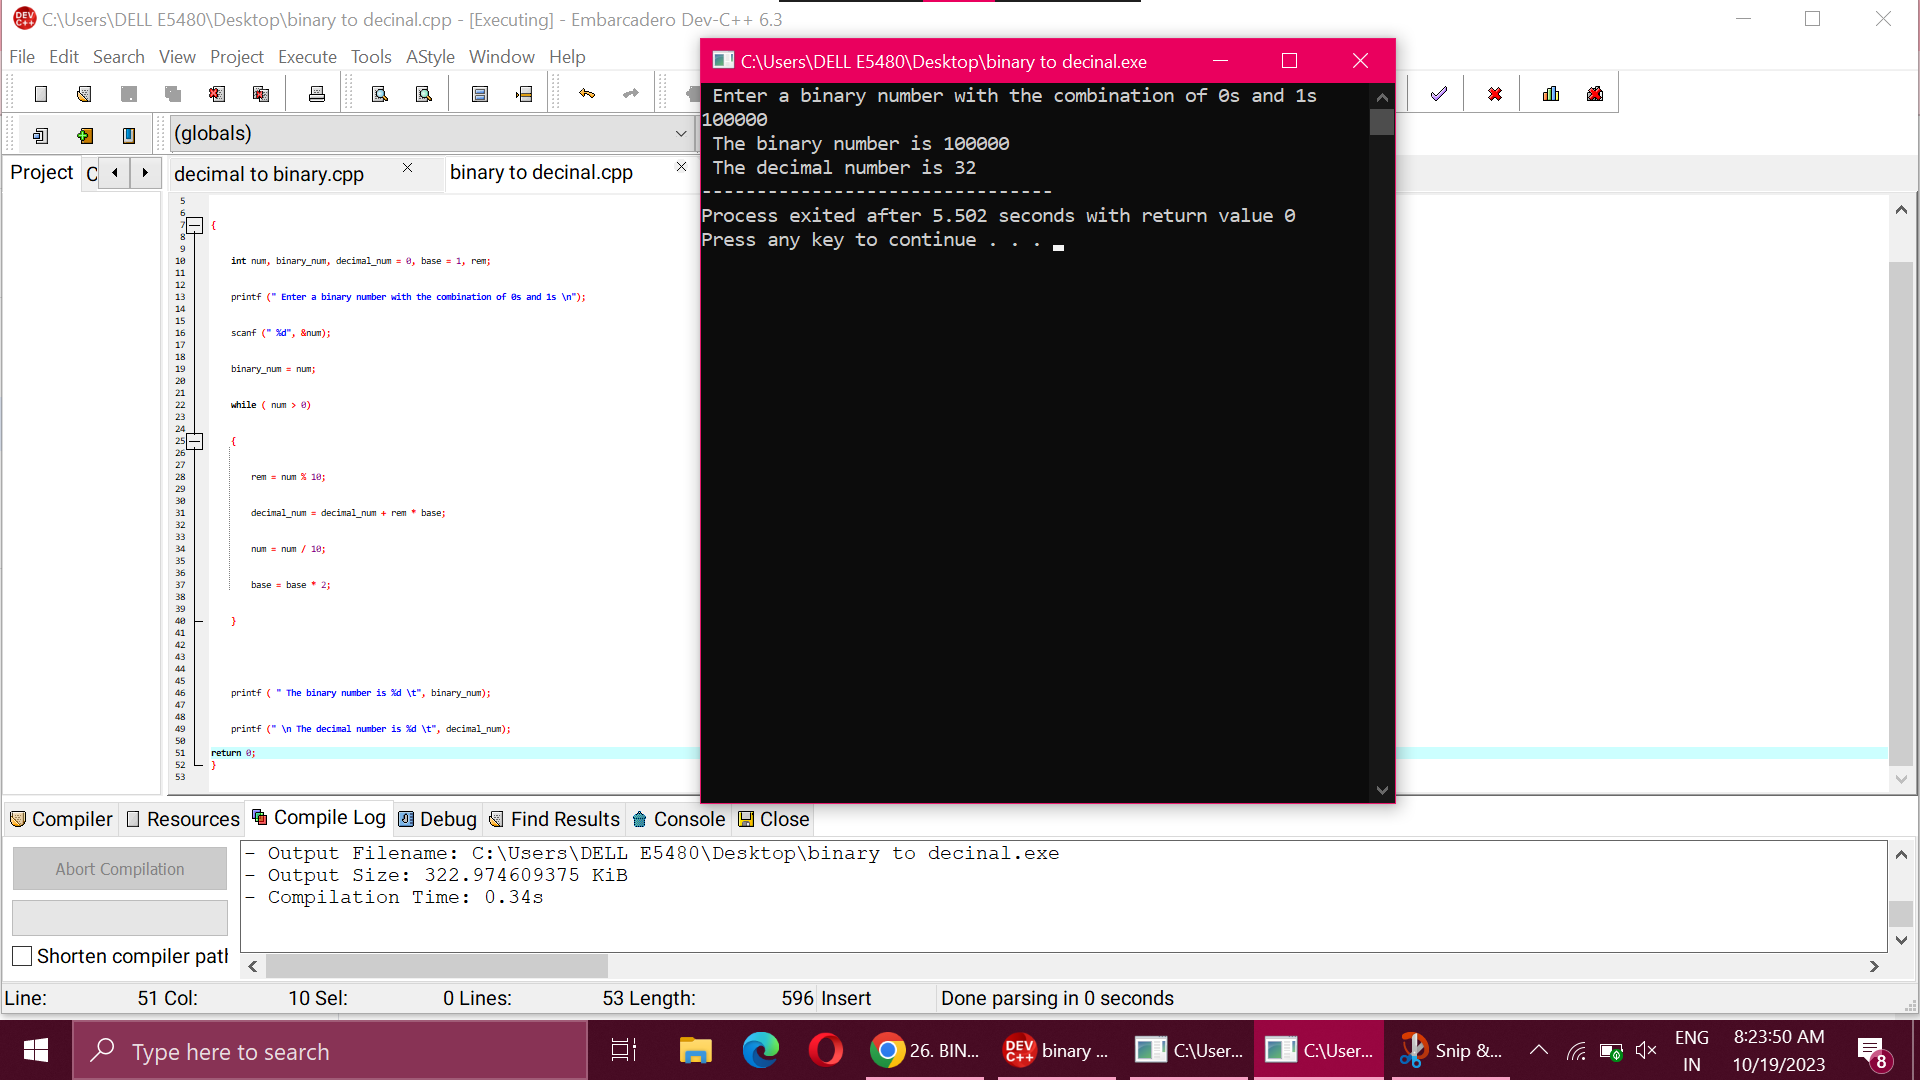 C:\Users\DELL E5480\Desktop\binary to decinal.cpp - [Executing] - Embarcadero Dev-C++ 6.3
File Edit Search View Project Execute Tools AStyle Window Help
(globals)
Project C
decimal to binary.cpp
binary to decinal.cpp
5
6
7 {
8
9
10 int num, binary_num, decimal_num = 0, base = 1, rem;
11
12
13 printf (" Enter a binary number with the combination of 0s and 1s \n");
14
15
16 scanf (" %d", &num);
17
18
19 binary_num = num;
20
21
22 while ( num > 0)
23
24
25 {
26
27
28 rem = num % 10;
29
30
31 decimal_num = decimal_num + rem * base;
32
33
34 num = num / 10;
35
36
37 base = base * 2;
38
39
40 }
41
42
43
44
45
46 printf ( " The binary number is %d \t", binary_num);
47
48
49 printf (" \n The decimal number is %d \t", decimal_num);
50
51 return 0;
52 }
53
C:\Users\DELL E5480\Desktop\binary to decinal.exe
Enter a binary number with the combination of 0s and 1s
100000
The binary number is 100000
The decimal number is 32
--------------------------------
Process exited after 5.502 seconds with return value 0
Press any key to continue . . .
Compiler Resources Compile Log Debug Find Results Console Close
Abort Compilation
Shorten compiler path
- Output Filename: C:\Users\DELL E5480\Desktop\binary to decinal.exe
- Output Size: 322.974609375 KiB
- Compilation Time: 0.34s
Line: 51 Col: 10 Sel: 0 Lines: 53 Length: 596 Insert Done parsing in 0 seconds
Type here to search
26. BIN...
DEV C++
binary ...
C:\User...
C:\User...
Snip &...
ENG
IN
8:23:50 AM
10/19/2023
8